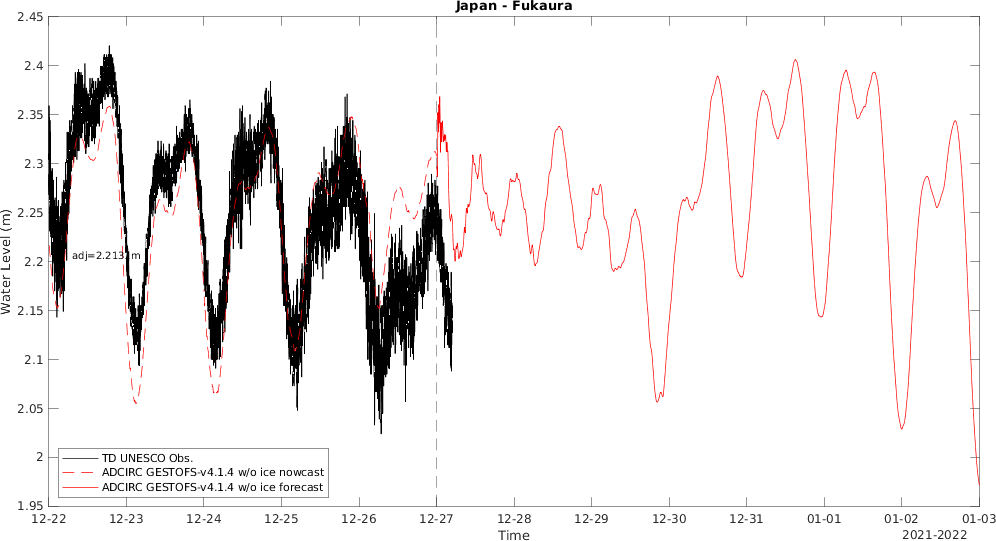 Japan - Fukaura
2.45
2.4
2.35
2.3
2.25
2.2
2.15
2.1
2.05
2
1.95
Water Level (m)
adj=2.2132m
TD UNESCO Obs.
ADCIRC GESTOFS-v4.1.4 w/o ice nowcast
ADCIRC GESTOFS-v4.1.4 w/o ice forecast
12-22 12-23 12-24 12-25 12-26 12-27 12-28 12-29 12-30 12-31 01-01 01-02 01-03
Time
2021-2022